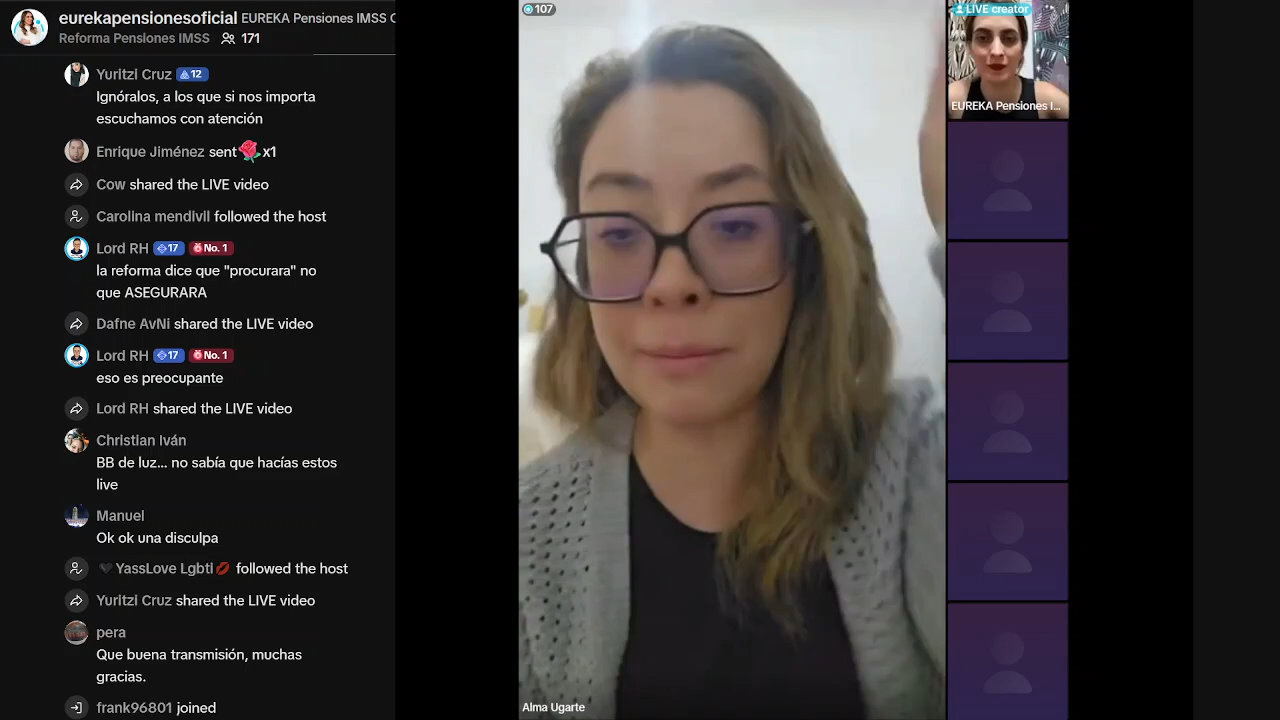 eurekapensionesoficial EUREKA Pensiones IMSS
Reforma Pensiones IMSS 171
Yuritzi Cruz 12
Ignóralos, a los que si nos importa
escuchamos con atención
Enrique Jiménez sent x1
Cow shared the LIVE video
Carolina mendivil followed the host
Lord RH 17 No. 1
la reforma dice que "procurara" no
que ASEGURARA
Dafne AvNi shared the LIVE video
Lord RH 17 No. 1
eso es preocupante
Lord RH shared the LIVE video
Christian Iván
BB de luz... no sabía que hacías estos
live
Manuel
Ok ok una disculpa
YassLove Lgbti followed the host
Yuritzi Cruz shared the LIVE video
pera
Que buena transmisión, muchas
gracias.
frank96801 joined
107
Alma Ugarte
LIVE creator
EUREKA Pensiones I...